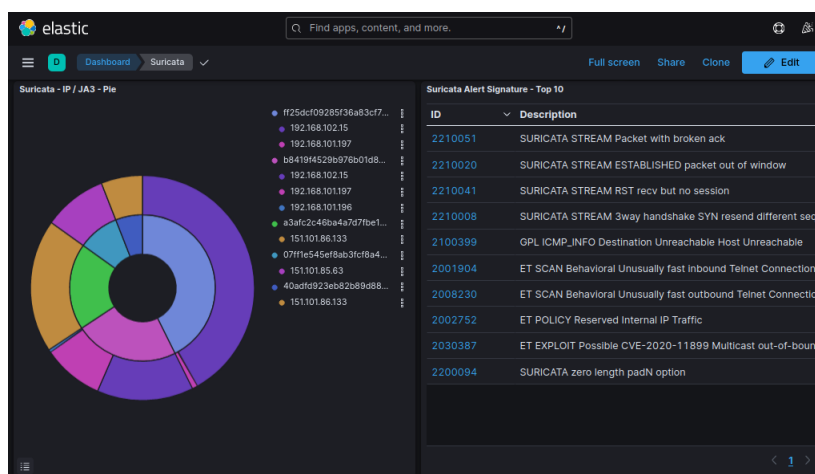 elastic
Find apps, content, and more.
^/
D
Dashboard
Suricata
Full screen
Share
Clone
Edit
Suricata - IP / JA3 - Pie
ff25dcf09285f36a83cf7...
192.168.102.15
192.168.101.197
b8419f4529b976b01d8...
192.168.102.15
192.168.101.197
192.168.101.196
a3afc2c46ba4a7d7fbe1...
151.101.86.133
07ff1e545ef8ab3fcf8a4...
151.101.85.63
40adfd923eb82b89d88...
151.101.86.133
Suricata Alert Signature - Top 10
ID Description
2210051 SURICATA STREAM Packet with broken ack
2210020 SURICATA STREAM ESTABLISHED packet out of window
2210041 SURICATA STREAM RST recv but no session
2210008 SURICATA STREAM 3way handshake SYN resend different sec
2100399 GPL ICMP_INFO Destination Unreachable Host Unreachable
2001904 ET SCAN Behavioral Unusually fast inbound Telnet Connection
2008230 ET SCAN Behavioral Unusually fast outbound Telnet Connectic
2002752 ET POLICY Reserved Internal IP Traffic
2030387 ET EXPLOIT Possible CVE-2020-11899 Multicast out-of-boun
2200094 SURICATA zero length padN option
1